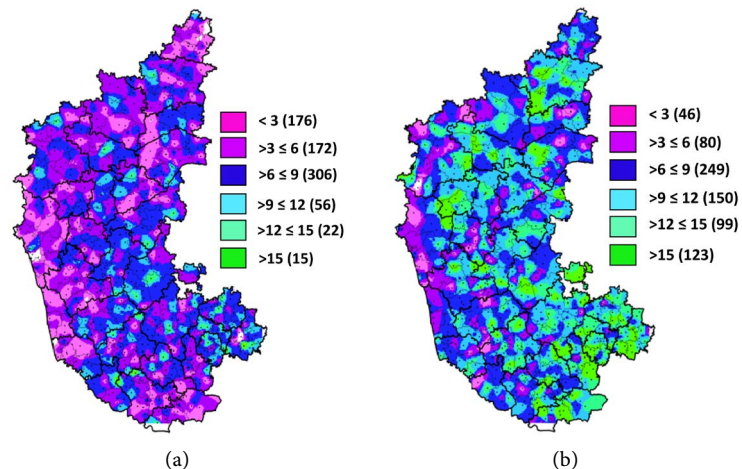 < 3 (176)
>3 ≤ 6 (172)
>6 ≤ 9 (306)
>9 ≤ 12 (56)
>12 ≤ 15 (22)
>15 (15)
(a)
< 3 (46)
>3 ≤ 6 (80)
>6 ≤ 9 (249)
>9 ≤ 12 (150)
>12 ≤ 15 (99)
>15 (123)
(b)